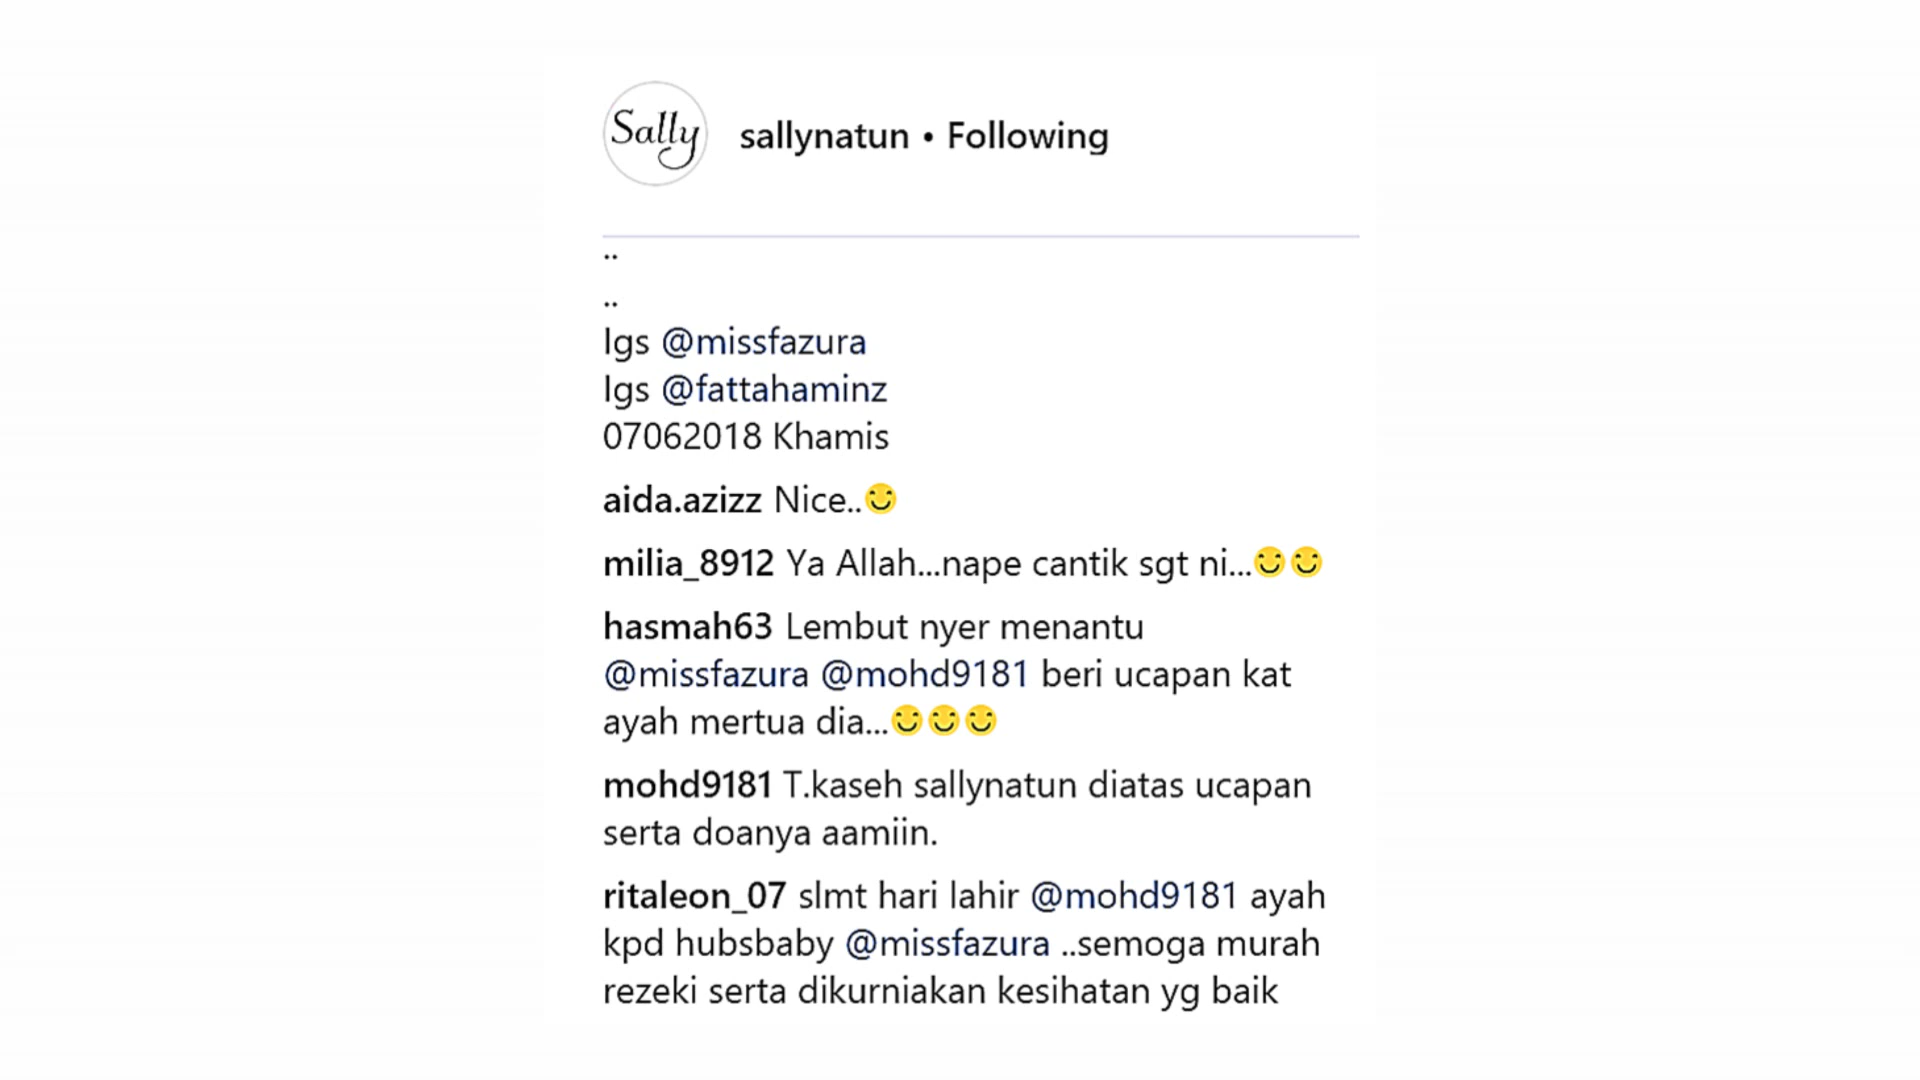 Sally
sallynatun • Following
..
..
Igs @missfazura
Igs @fattahaminz
07062018 Khamis
aida.azizz Nice..😊
milia_8912 Ya Allah...nape cantik sgt ni...😊😊
hasmah63 Lembut nyer menantu
@missfazura @mohd9181 beri ucapan kat
ayah mertua dia...😊😊😊
mohd9181 T.kaseh sallynatun diatas ucapan
serta doanya aamiin.
ritaleon_07 slmt hari lahir @mohd9181 ayah
kpd hubsbaby @missfazura ..semoga murah
rezeki serta dikurniakan kesihatan yg baik